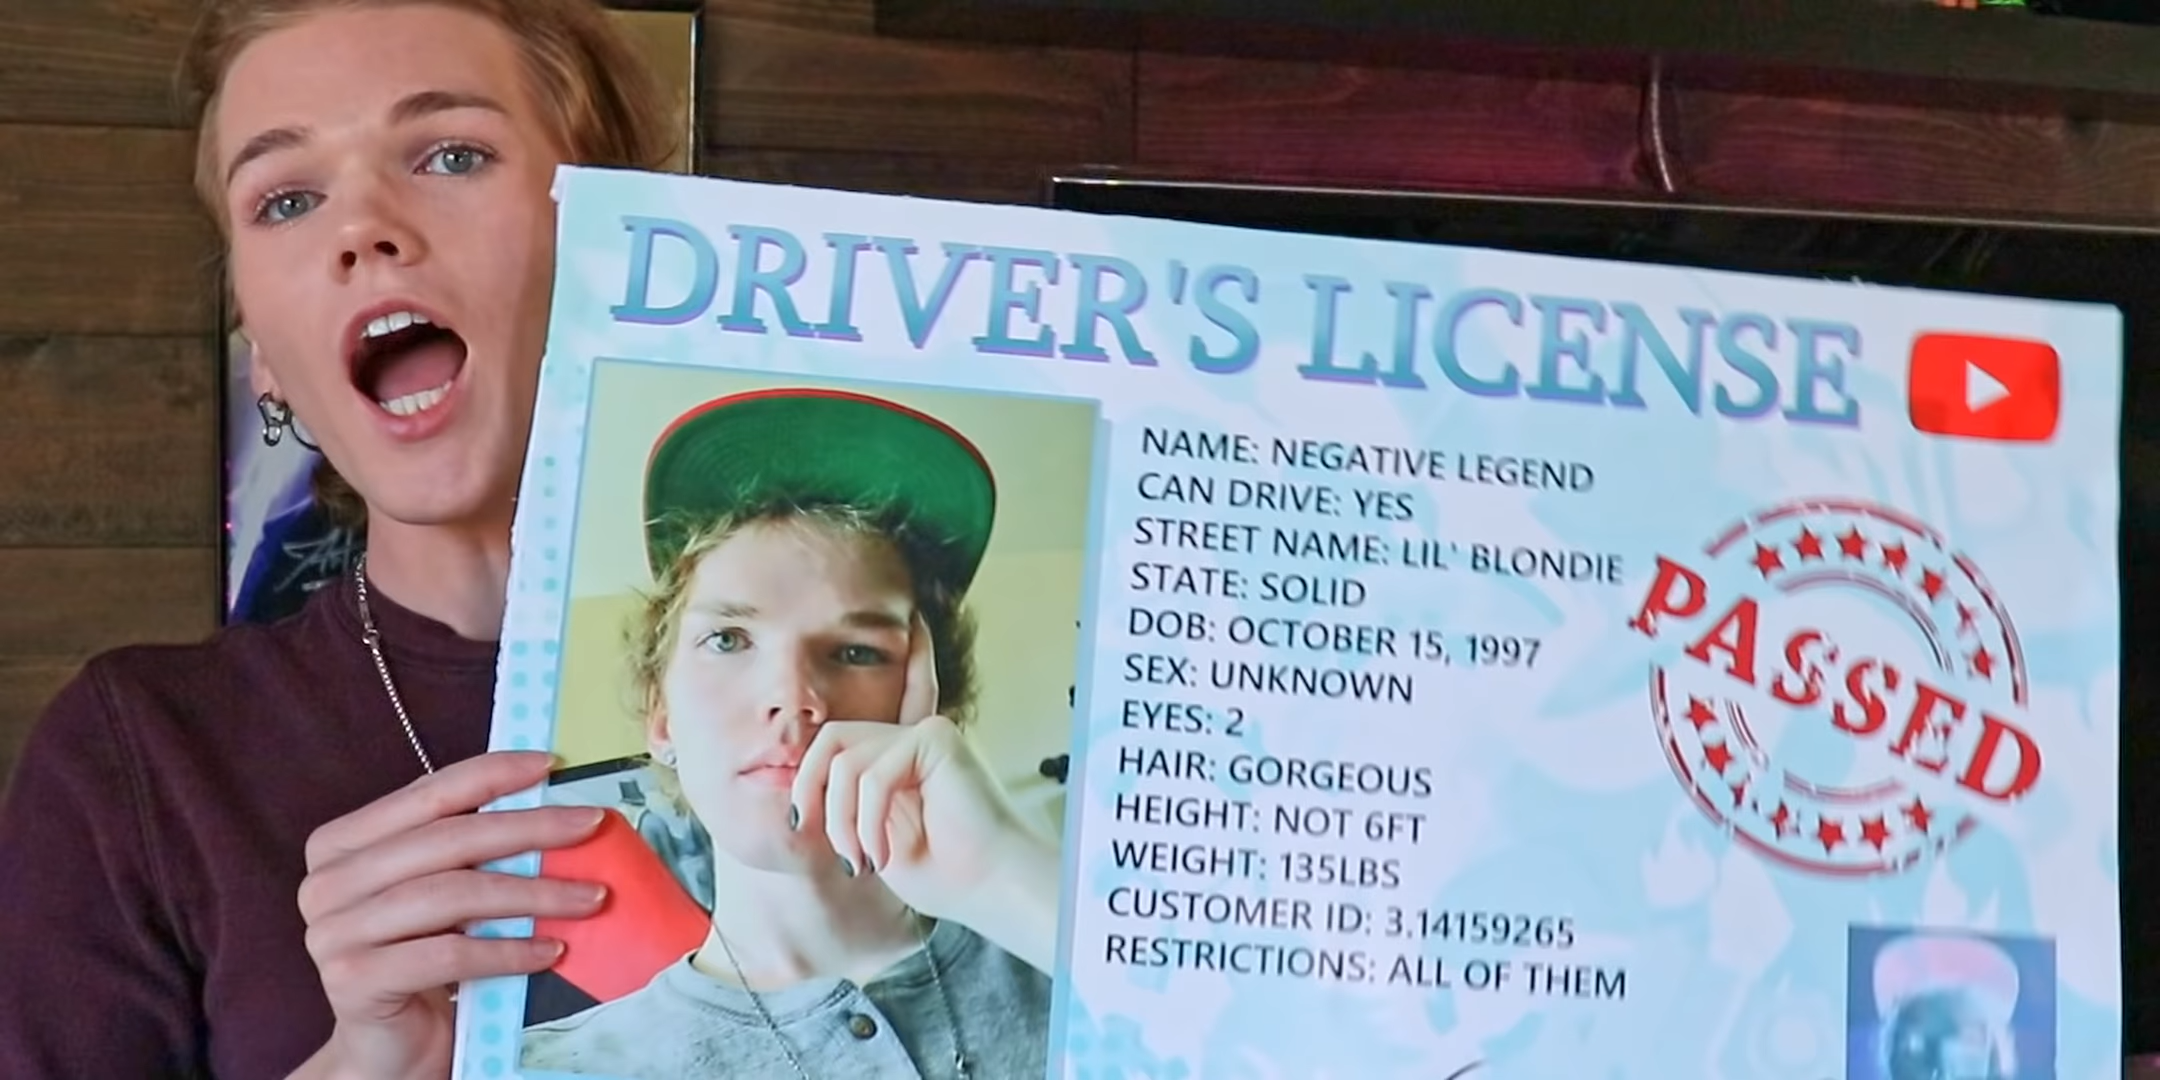 DRIVER'S LICENSE
NAME: NEGATIVE LEGEND
CAN DRIVE: YES
STREET NAME: LIL' BLONDIE
STATE: SOLID
DOB: OCTOBER 15, 1997
SEX: UNKNOWN
EYES: 2
HAIR: GORGEOUS
HEIGHT: NOT 6FT
WEIGHT: 135LBS
CUSTOMER ID: 3.14159265
RESTRICTIONS: ALL OF THEM
PASSED